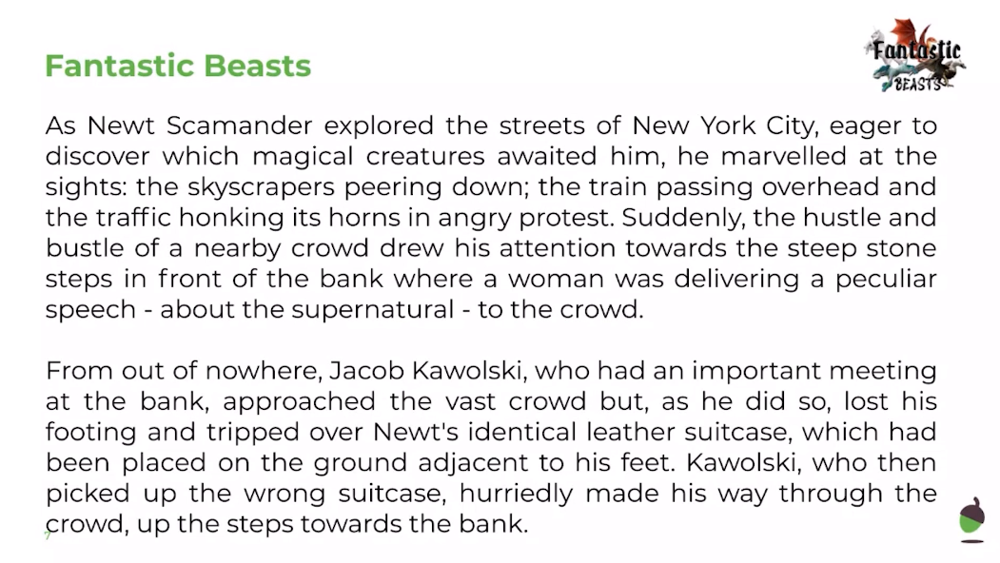 Fantastic Beasts
Fantastic
BEASTS
As Newt Scamander explored the streets of New York City, eager to
discover which magical creatures awaited him, he marvelled at the
sights: the skyscrapers peering down; the train passing overhead and
the traffic honking its horns in angry protest. Suddenly, the hustle and
bustle of a nearby crowd drew his attention towards the steep stone
steps in front of the bank where a woman was delivering a peculiar
speech - about the supernatural - to the crowd.
From out of nowhere, Jacob Kawolski, who had an important meeting
at the bank, approached the vast crowd but, as he did so, lost his
footing and tripped over Newt's identical leather suitcase, which had
been placed on the ground adjacent to his feet. Kawolski, who then
picked up the wrong suitcase, hurriedly made his way through the
crowd, up the steps towards the bank.